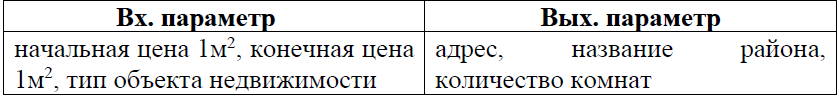 Вх. параметр
Вых. параметр
начальная цена 1м², конечная цена
1м², тип объекта недвижимости
адрес, название района,
количество комнат